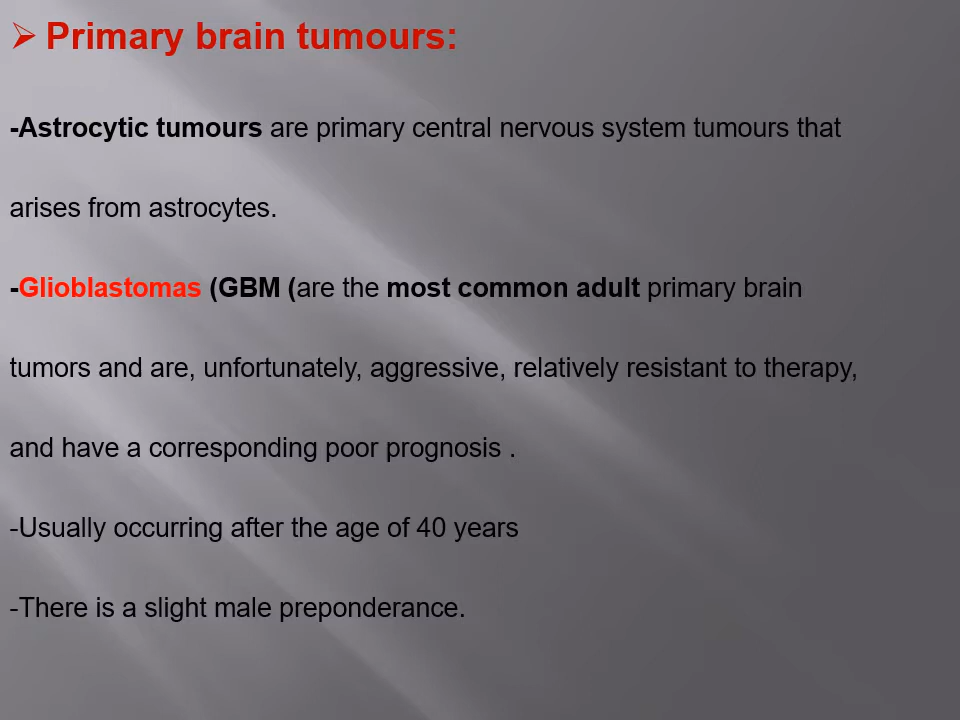 ➢ Primary brain tumours:
-Astrocytic tumours are primary central nervous system tumours that
arises from astrocytes.
-Glioblastomas (GBM (are the most common adult primary brain
tumors and are, unfortunately, aggressive, relatively resistant to therapy,
and have a corresponding poor prognosis .
-Usually occurring after the age of 40 years
-There is a slight male preponderance.